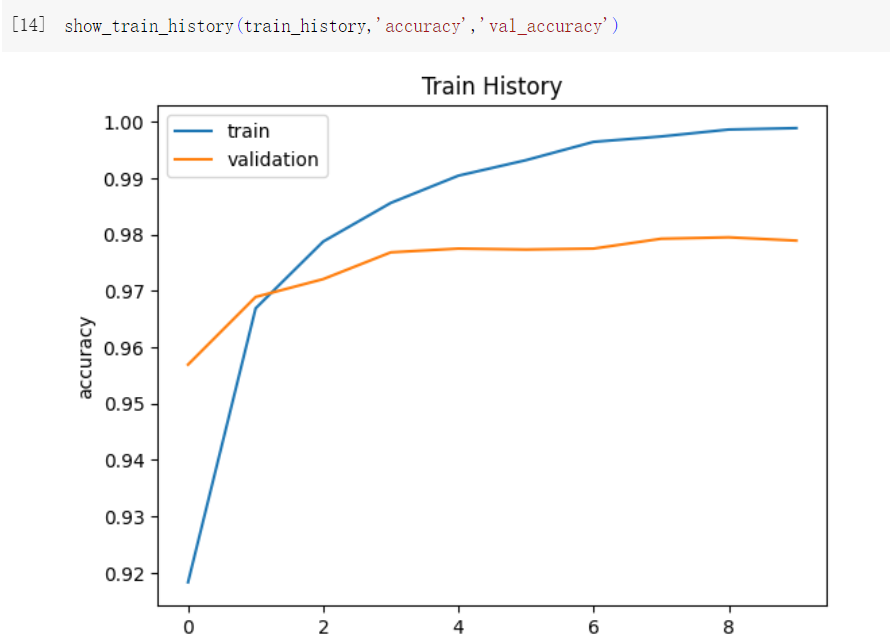 [14] show_train_history(train_history,'accuracy','val_accuracy')
Train History
train
validation
accuracy
1.00
0.99
0.98
0.97
0.96
0.95
0.94
0.93
0.92
0 2 4 6 8